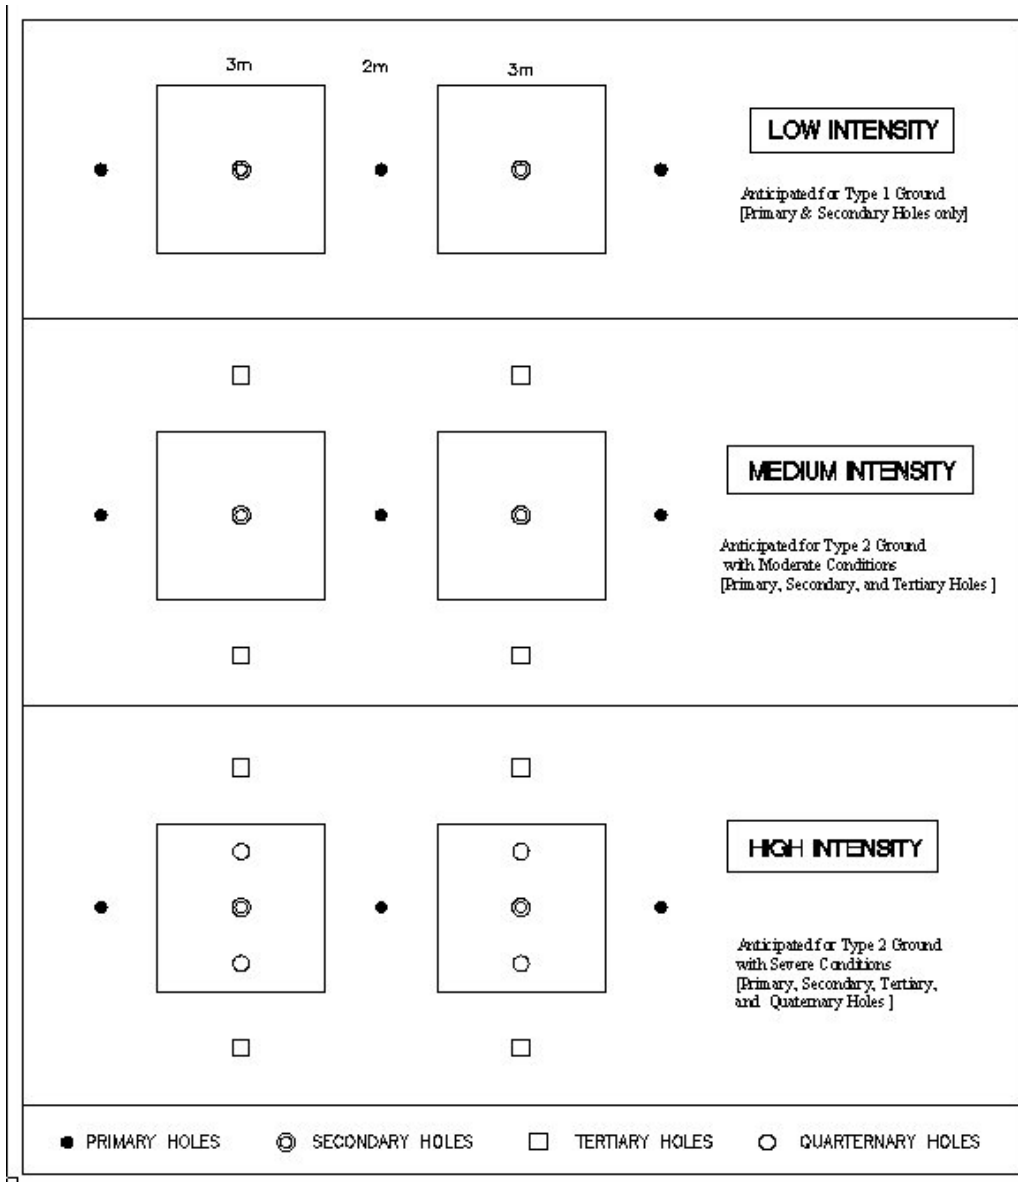 3m 2m 3m
LOW INTENSITY
Anticipated for Type 1 Ground
[Primary & Secondary Holes only]
MEDIUM INTENSITY
Anticipated for Type 2 Ground
with Moderate Conditions
[Primary, Secondary, and Tertiary Holes ]
HIGH INTENSITY
Anticipated for Type 2 Ground
with Severe Conditions
[Primary, Secondary, Tertiary,
and Quaternary Holes ]
PRIMARY HOLES SECONDARY HOLES TERTIARY HOLES QUARTERNARY HOLES